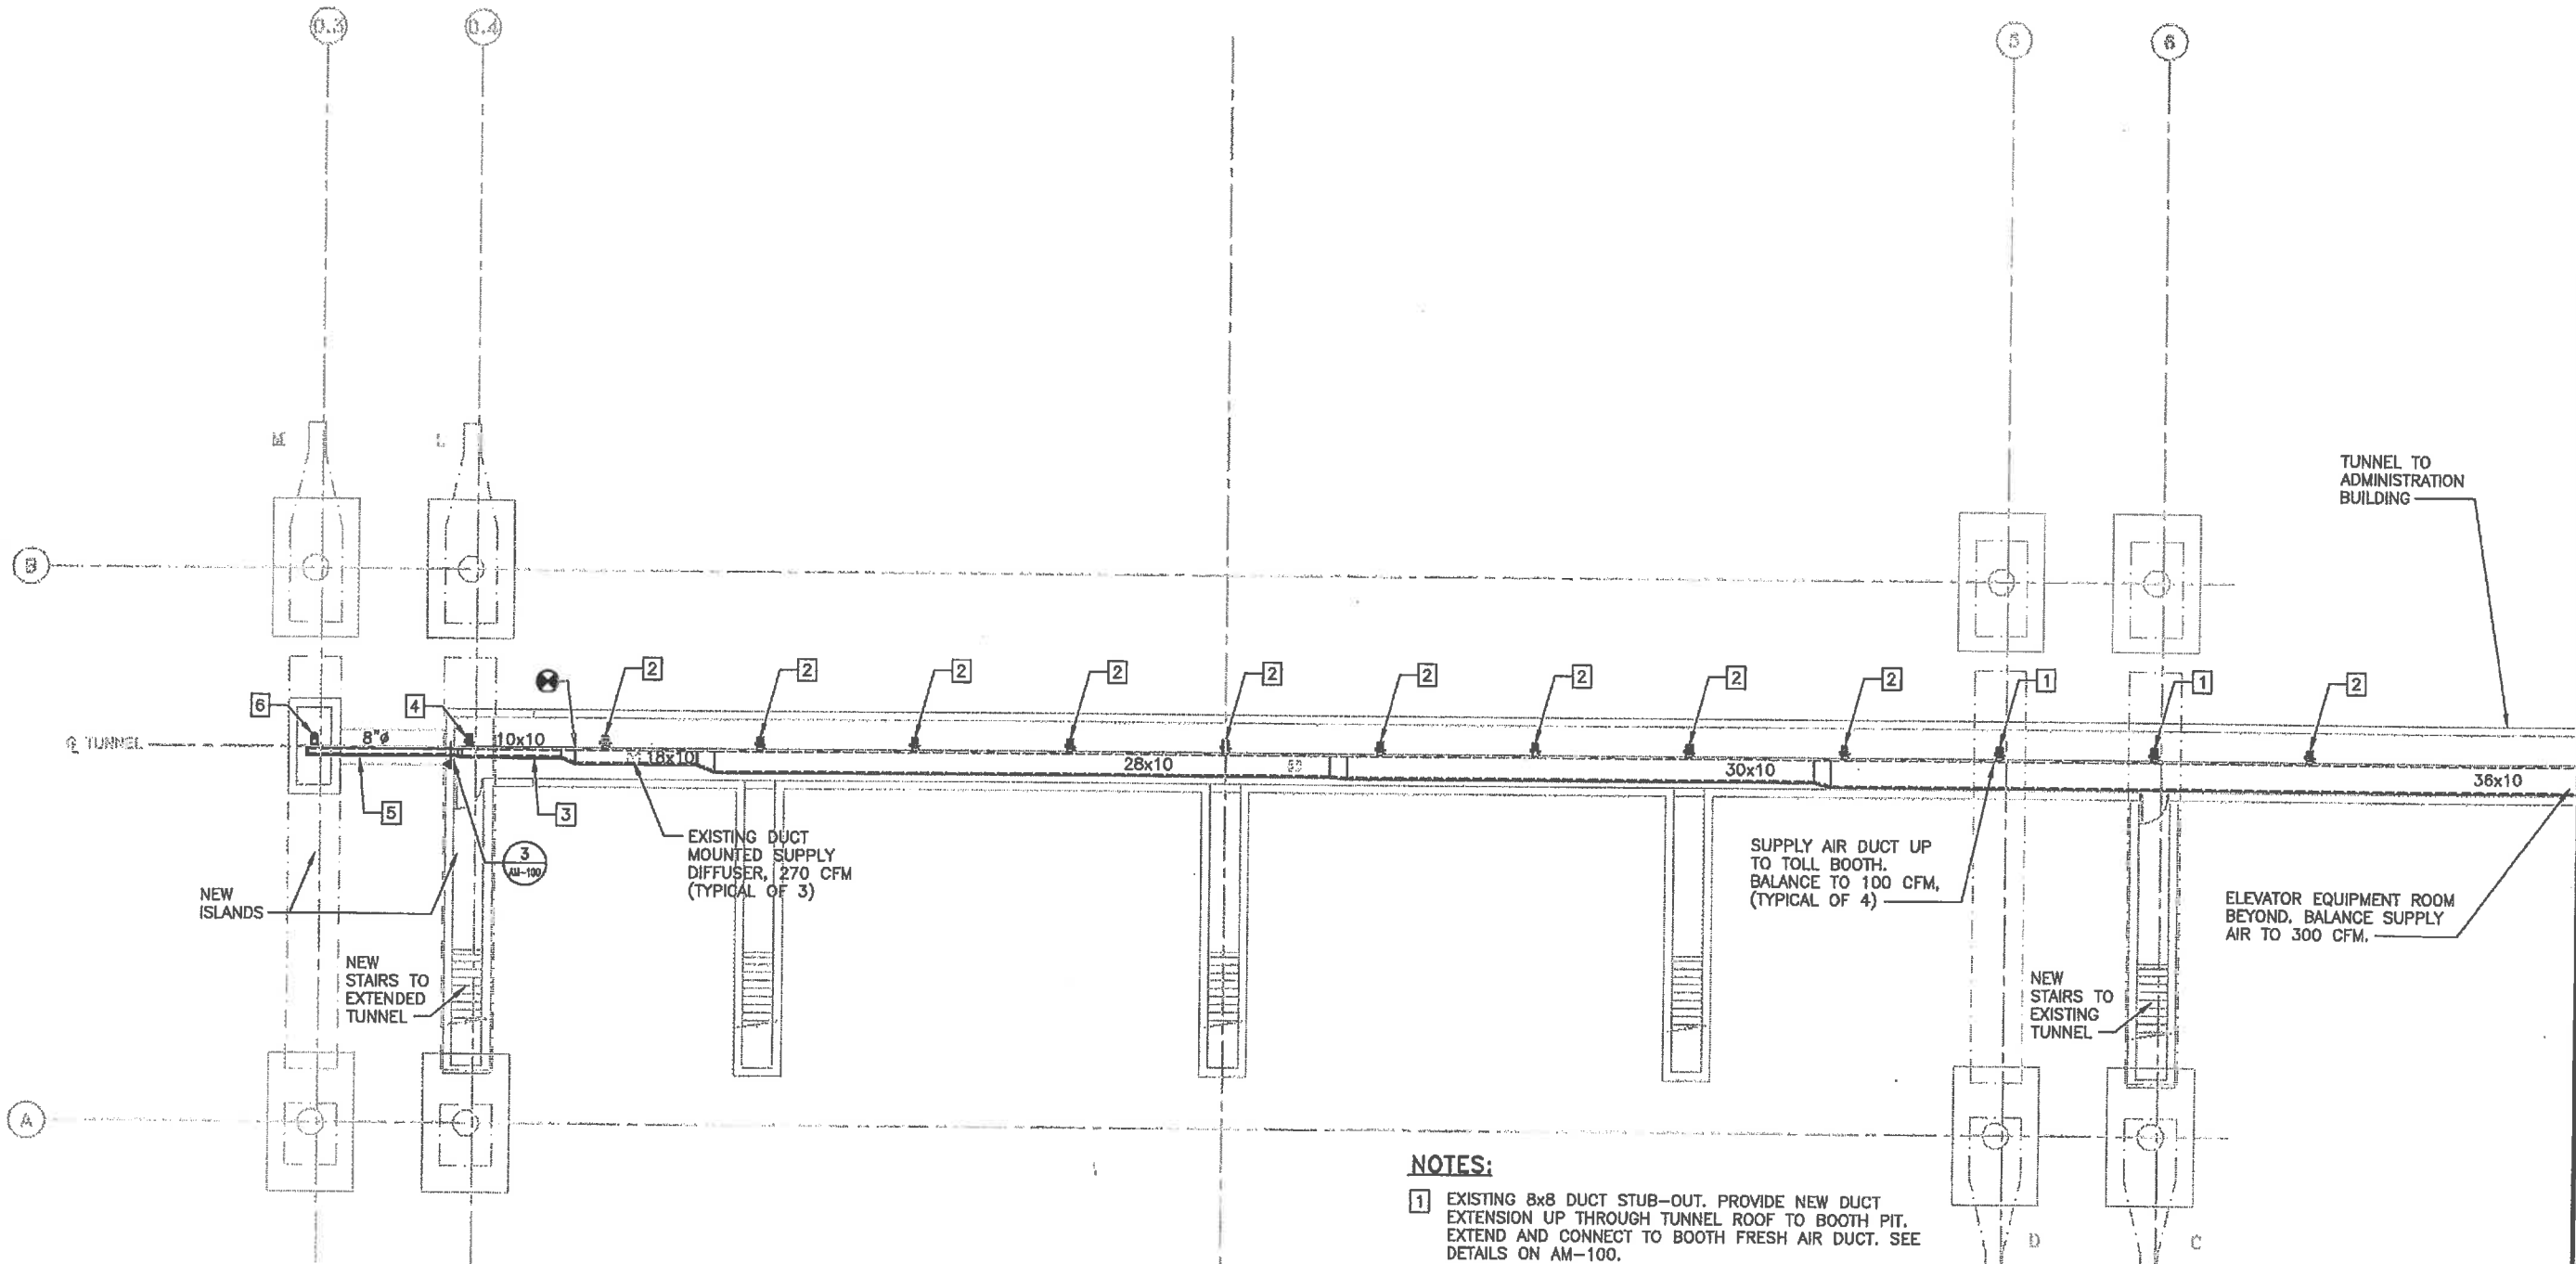 0.3
0.4
5
6
M
L
TUNNEL TO
ADMINISTRATION
BUILDING
B
2
2
2
2
2
2
2
2
2
1
1
2
6
4
℄ TUNNEL
8"ø
10x10
18x10
28x10
30x10
36x10
5
3
EXISTING DUCT
MOUNTED SUPPLY
DIFFUSER, 270 CFM
(TYPICAL OF 3)
3
AM-100
SUPPLY AIR DUCT UP
TO TOLL BOOTH.
BALANCE TO 100 CFM,
(TYPICAL OF 4)
NEW
ISLANDS
ELEVATOR EQUIPMENT ROOM
BEYOND. BALANCE SUPPLY
AIR TO 300 CFM.
NEW
STAIRS TO
EXTENDED
TUNNEL
NEW
STAIRS TO
EXISTING
TUNNEL
A
NOTES:
1 EXISTING 8x8 DUCT STUB-OUT. PROVIDE NEW DUCT
EXTENSION UP THROUGH TUNNEL ROOF TO BOOTH PIT.
EXTEND AND CONNECT TO BOOTH FRESH AIR DUCT. SEE
DETAILS ON AM-100.
D
C